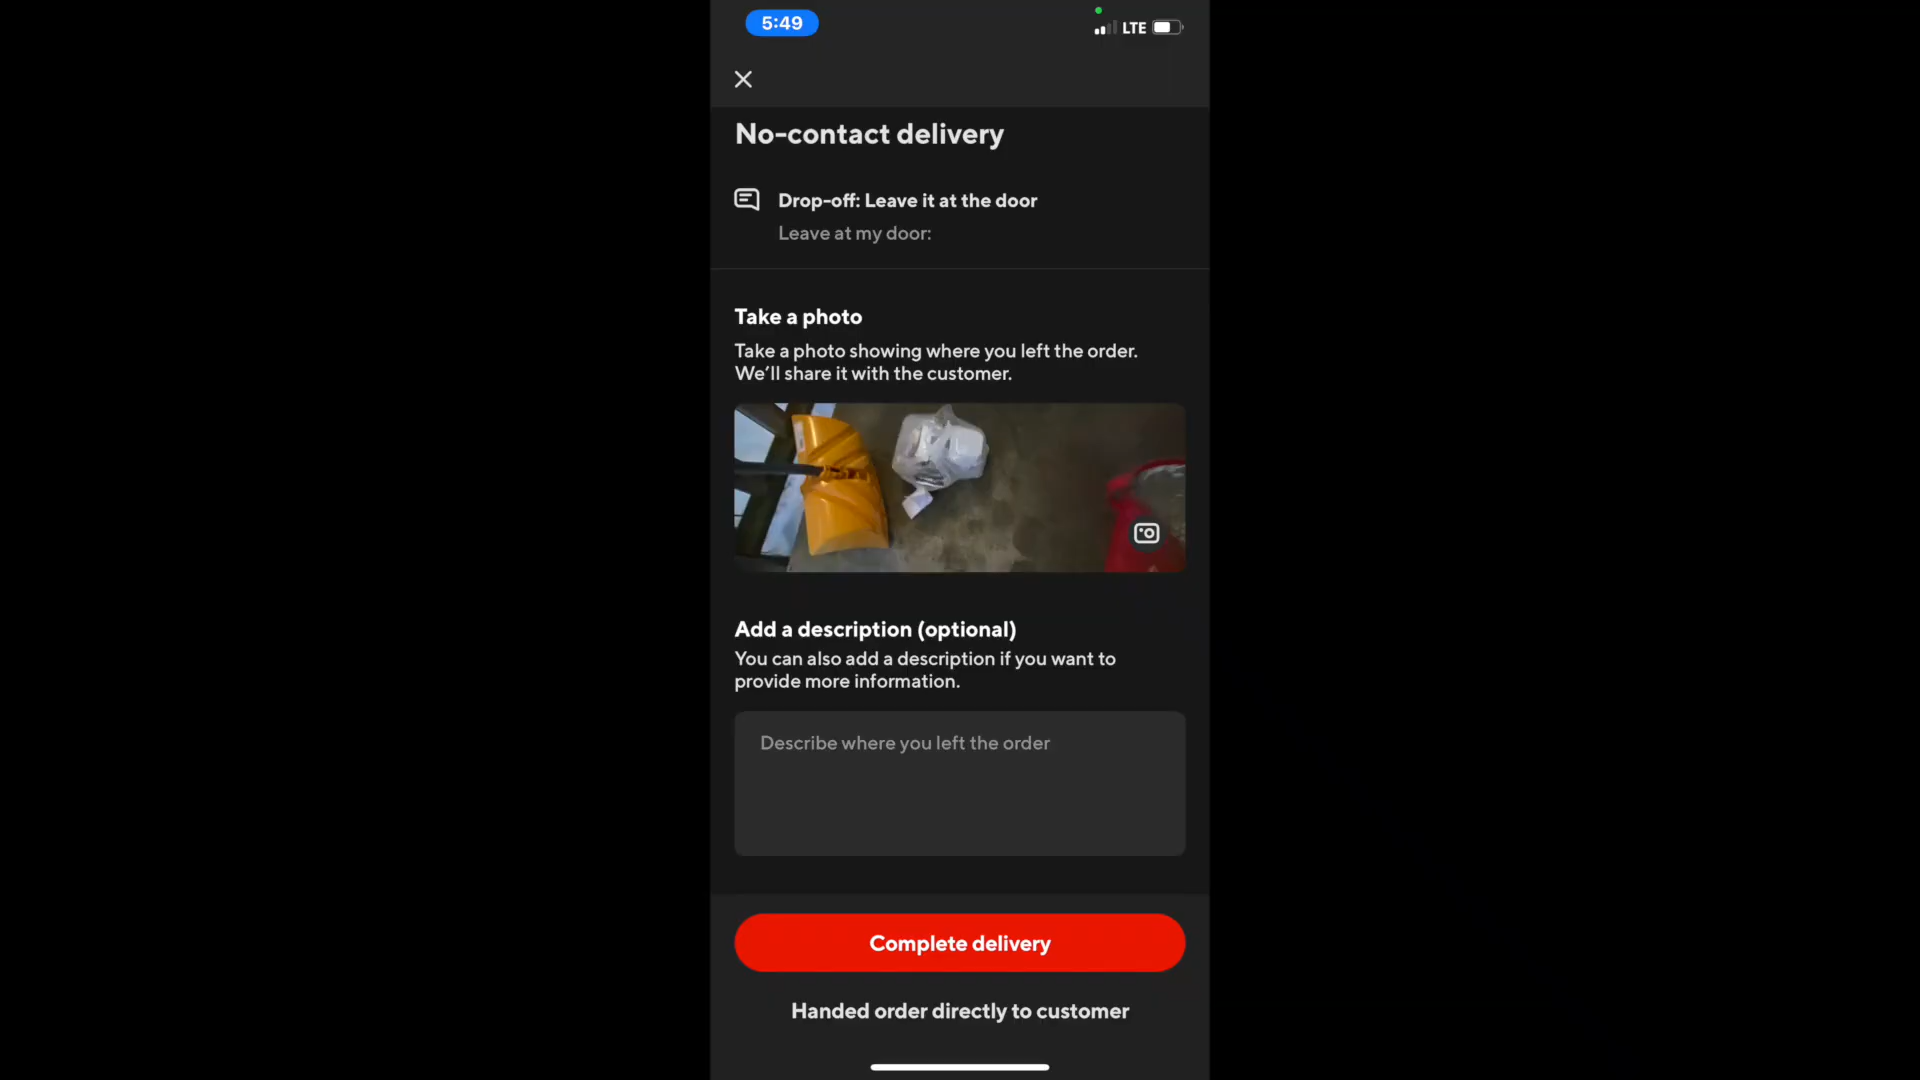 5:49
LTE
No-contact delivery
Drop-off: Leave it at the door
Leave at my door:
Take a photo
Take a photo showing where you left the order.
We’ll share it with the customer.
Add a description (optional)
You can also add a description if you want to
provide more information.
Describe where you left the order
Complete delivery
Handed order directly to customer